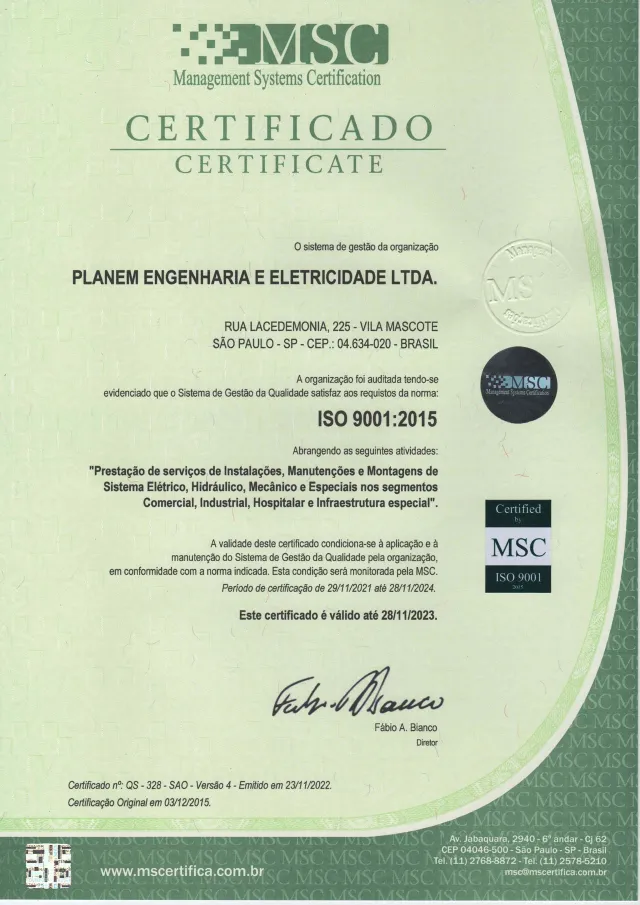 MSC
Management Systems Certification
CERTIFICADO
CERTIFICATE
O sistema de gestão da organização
PLANEM ENGENHARIA E ELETRICIDADE LTDA.
RUA LACEDEMONIA, 225 - VILA MASCOTE
SÃO PAULO - SP - CEP.: 04.634-020 - BRASIL
A organização foi auditada tendo-se
evidenciado que o Sistema de Gestão da Qualidade satisfaz aos requistos da norma:
ISO 9001:2015
Abrangendo as seguintes atividades:
"Prestação de serviços de Instalações, Manutenções e Montagens de
Sistema Elétrico, Hidráulico, Mecânico e Especiais nos segmentos
Comercial, Industrial, Hospitalar e Infraestrutura especial".
A validade deste certificado condiciona-se à aplicação e à
manutenção do Sistema de Gestão da Qualidade pela organização,
em conformidade com a norma indicada. Esta condição será monitorada pela MSC.
Período de certificação de 29/11/2021 até 28/11/2024.
Este certificado é válido até 28/11/2023.
MSC
MSC
Management Systems Certification
Certified
by
MSC
ISO 9001
2015
Fábio A. Bianco
Diretor
Certificado nº: QS - 328 - SAO - Versão 4 - Emitido em 23/11/2022.
Certificação Original em 03/12/2015.
www.mscertifica.com.br
Av. Jabaquara, 2940 - 6º andar - Cj 62
CEP 04046-500 - São Paulo - SP - Brasil
Tel. (11) 2768-8872 - Tel. (11) 2578-5210
msc@mscertifica.com.br